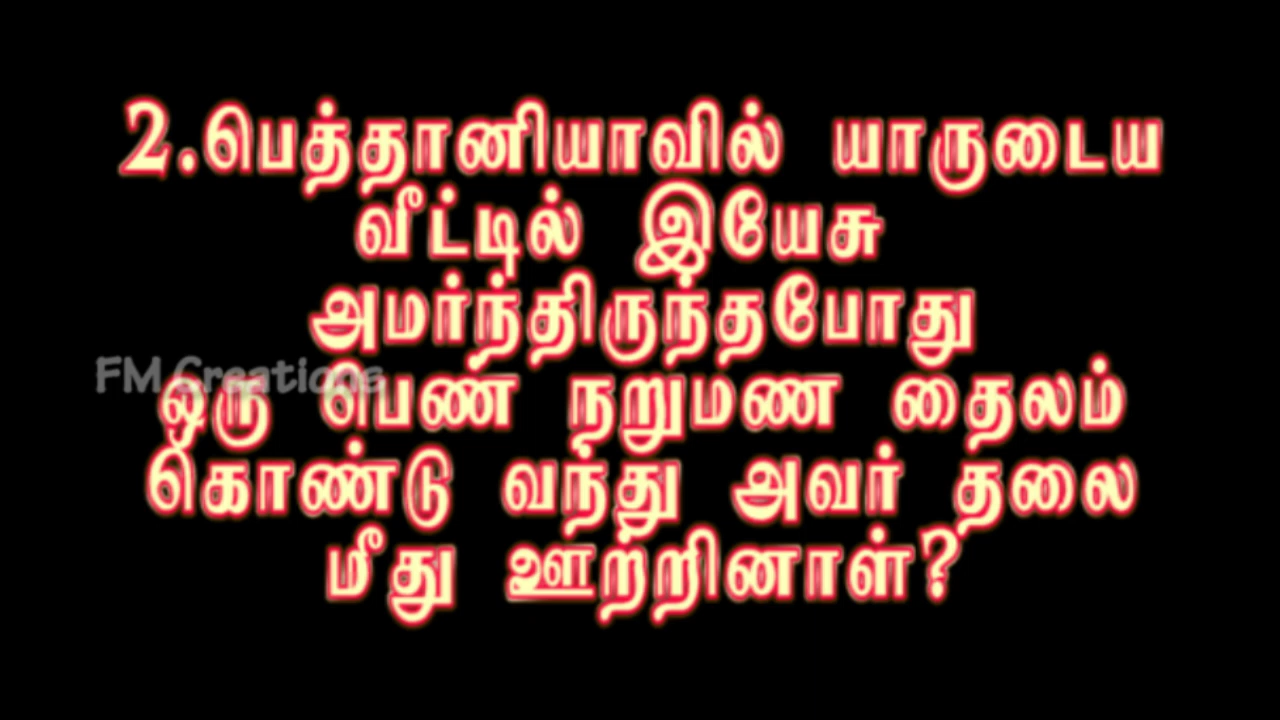 2.பெத்தானியாவில் யாருடைய
வீட்டில் இயேசு
அமர்ந்திருந்தபோது
FM Creations
ஒரு பெண் நறுமண தைலம்
கொண்டு வந்து அவர் தலை
மீது ஊற்றினாள்?